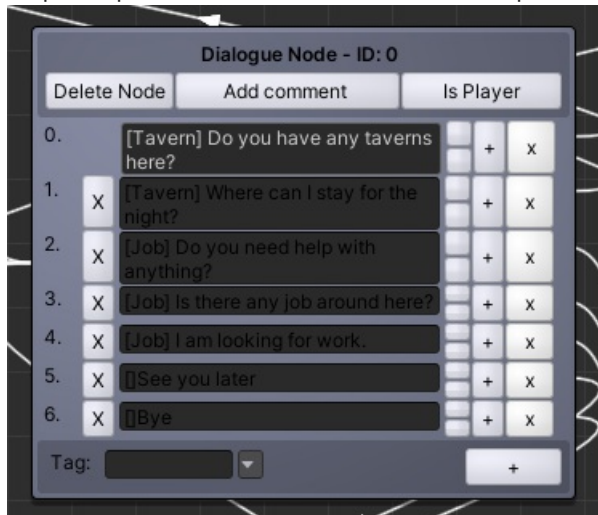 Dialogue Node - ID: 0
Delete Node Add comment Is Player
0. [Tavern] Do you have any taverns + x
here?
1. X [Tavern] Where can I stay for the + x
night?
2. X [Job] Do you need help with + x
anything?
3. X [Job] Is there any job around here? + x
4. X [Job] I am looking for work. + x
5. X []See you later + x
6. X []Bye + x
Tag: +